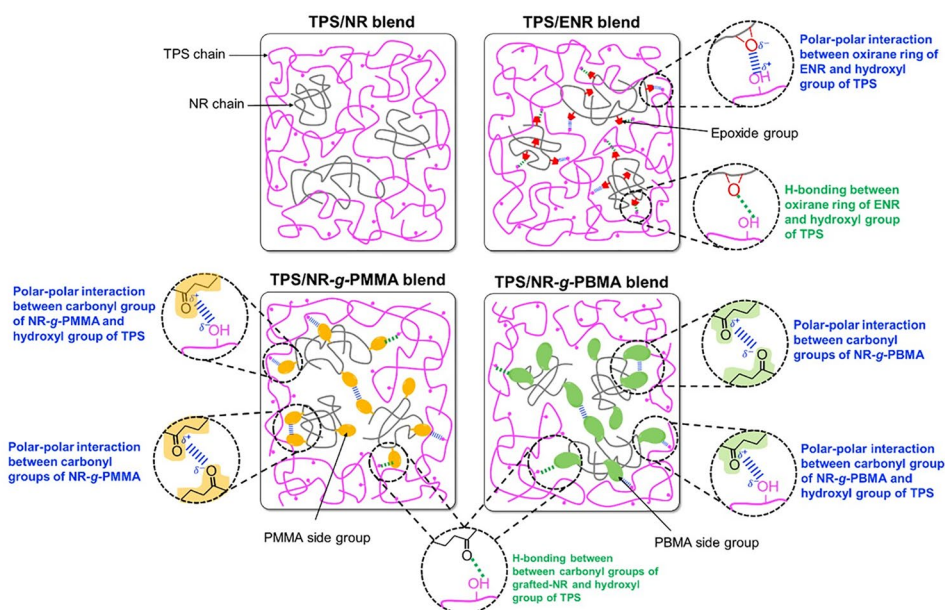 TPS/NR blend
TPS/ENR blend
TPS chain
NR chain
O δ−
δ+
OH
Polar-polar interaction
between oxirane ring of
ENR and hydroxyl
group of TPS
Epoxide group
O
OH
H-bonding between
oxirane ring of ENR
and hydroxyl group
of TPS
TPS/NR-g-PMMA blend
TPS/NR-g-PBMA blend
Polar-polar interaction
between carbonyl group
of NR-g-PMMA and
hydroxyl group of TPS
O δ+
δ− OH
O δ+
δ− O
Polar-polar interaction
between carbonyl
groups of NR-g-PBMA
Polar-polar interaction
between carbonyl
groups of NR-g-PMMA
O δ+
δ− O
O δ+
δ− OH
Polar-polar interaction
between carbonyl group
of NR-g-PBMA and
hydroxyl group of TPS
PMMA side group
PBMA side group
O
OH
H-bonding between
between carbonyl groups of
grafted-NR and hydroxyl
group of TPS